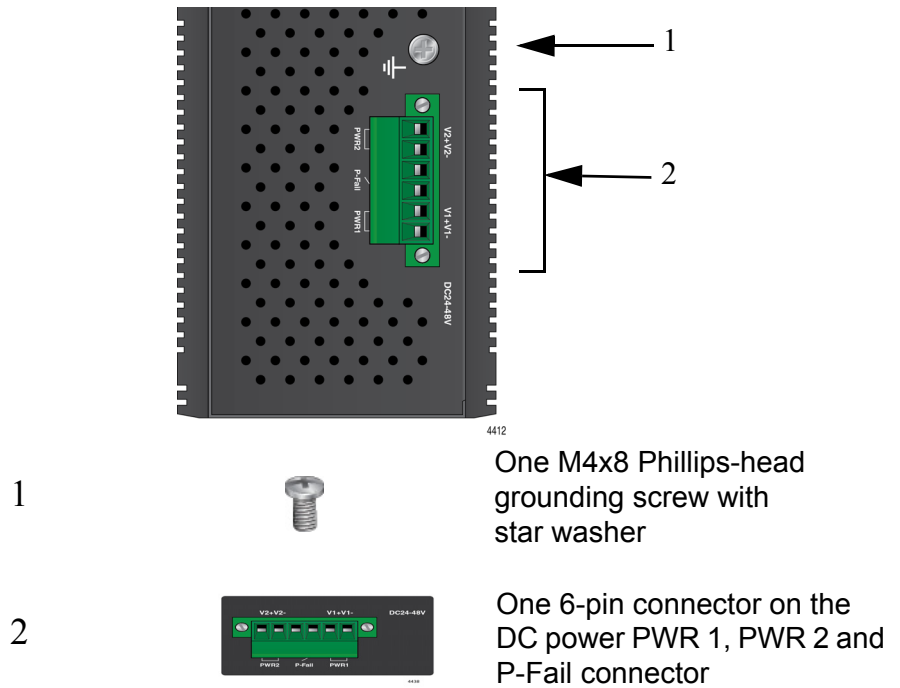 1
V2+V2-
PWR2
P-Fail
2
V1+V1-
PWR1
DC24-48V
4412
1
One M4x8 Phillips-head
grounding screw with
star washer
V2+V2- V1+V1- DC24-48V
PWR2 P-Fail PWR1
4438
2
One 6-pin connector on the
DC power PWR 1, PWR 2 and
P-Fail connector